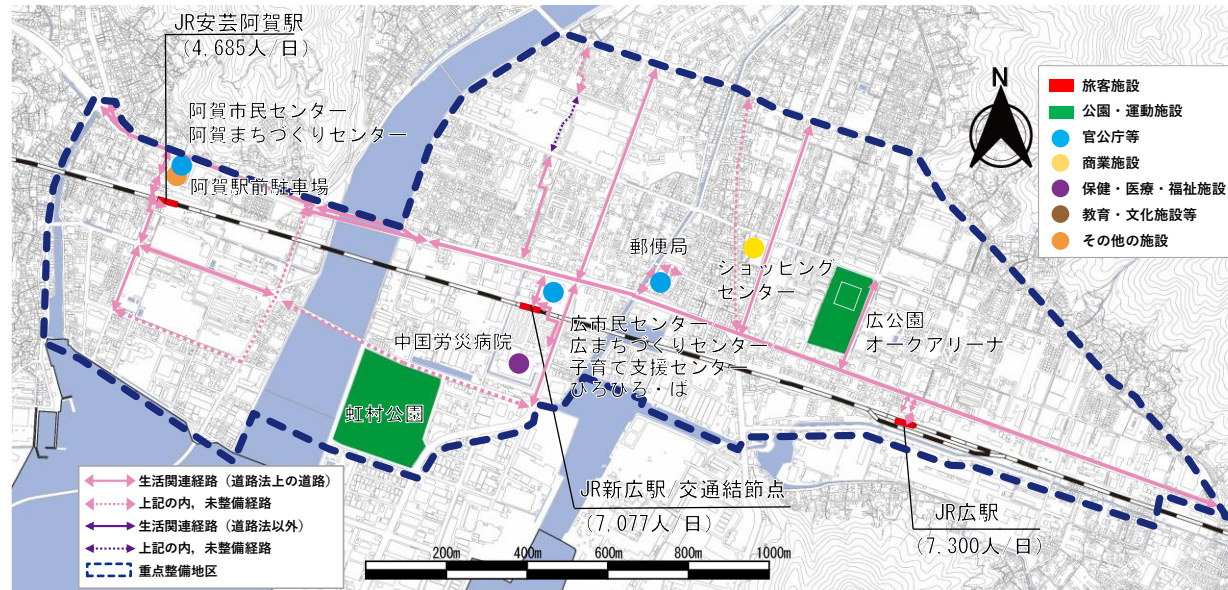 JR安芸阿賀駅
(4,685人/日)
阿賀市民センター
阿賀まちづくりセンター
阿賀駅前駐車場
N
旅客施設
公園・運動施設
官公庁等
商業施設
保健・医療・福祉施設
教育・文化施設等
その他の施設
郵便局
ショッピング
センター
広公園
オークアリーナ
中国労災病院
広市民センター
広まちづくりセンター
子育て支援センター
ひろひろ・ば
虹村公園
JR新広駅/交通結節点
(7,077人/日)
JR広駅
(7,300人/日)
生活関連経路(道路法上の道路)
上記の内,未整備経路
生活関連経路(道路法以外)
上記の内,未整備経路
重点整備地区
200m 400m 600m 800m 1000m